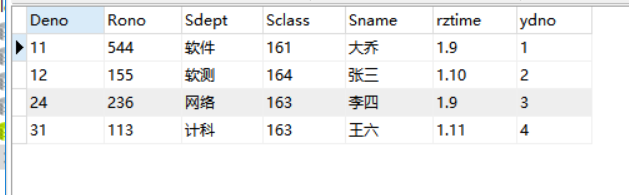 Deno Rono Sdept Sclass Sname rztime ydno
11 544 软件 161 大乔 1.9 1
12 155 软测 164 张三 1.10 2
24 236 网络 163 李四 1.9 3
31 113 计科 163 王六 1.11 4